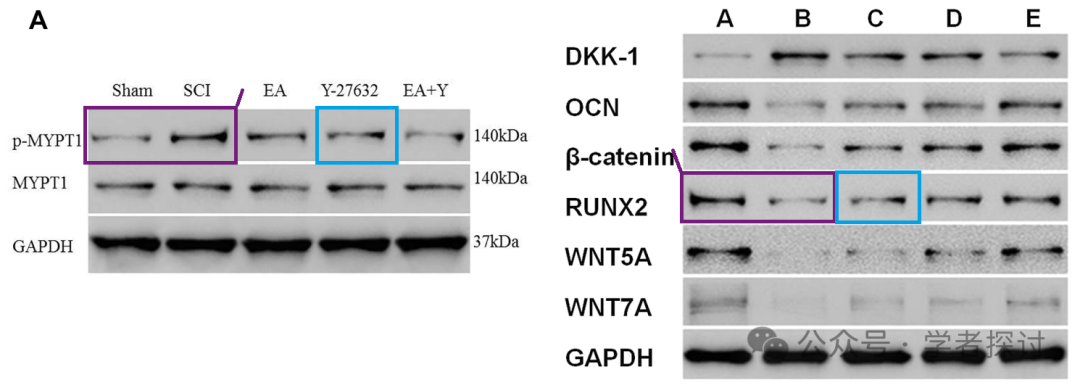 A
Sham SCI EA Y-27632 EA+Y
p-MYPT1 140kDa
MYPT1 140kDa
GAPDH 37kDa
A B C D E
DKK-1
OCN
β-catenin
RUNX2
WNT5A
WNT7A
GAPDH
公众号 · 学者探讨